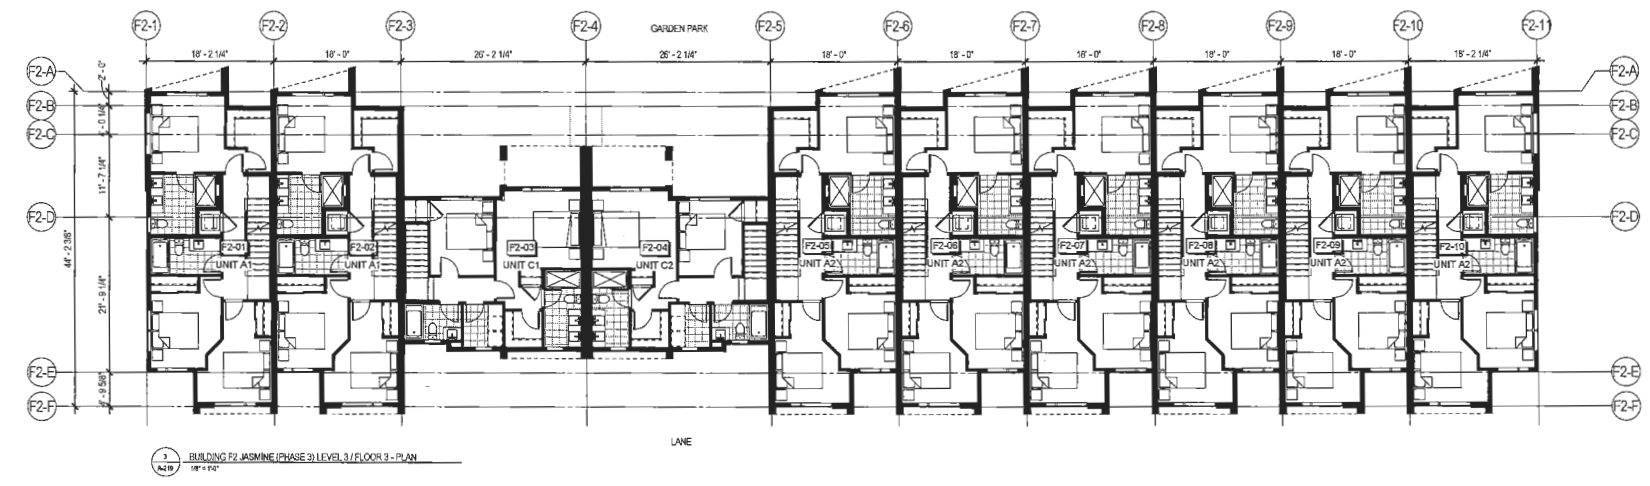 F2-1 F2-2 F2-3 F2-4 F2-5 F2-6 F2-7 F2-8 F2-9 F2-10 F2-11
GARDEN PARK
18' - 2 1/4" 18' - 0" 26' - 2 1/4" 26' - 2 1/4" 18' - 0" 18' - 0" 18' - 0" 18' - 0" 18' - 0" 18' - 2 1/4"
F2-A 2' - 0" F2-A
F2-B F2-B
F2-C F2-C
11' - 7 1/4"
F2-D F2-D
44' - 2 3/8"
F2-01 F2-02 F2-03 F2-04 F2-05 F2-06 F2-07 F2-08 F2-09 F2-10
UNIT A1 UNIT A1 UNIT C1 UNIT C2 UNIT A2 UNIT A2 UNIT A2 UNIT A2 UNIT A2 UNIT A2
21' - 9 1/4"
F2-E F2-E
F2-F F2-F
LANE
3 BUILDING F2 JASMINE (PHASE 3) LEVEL 3 / FLOOR 3 - PLAN
A-219 1/8" = 1'-0"